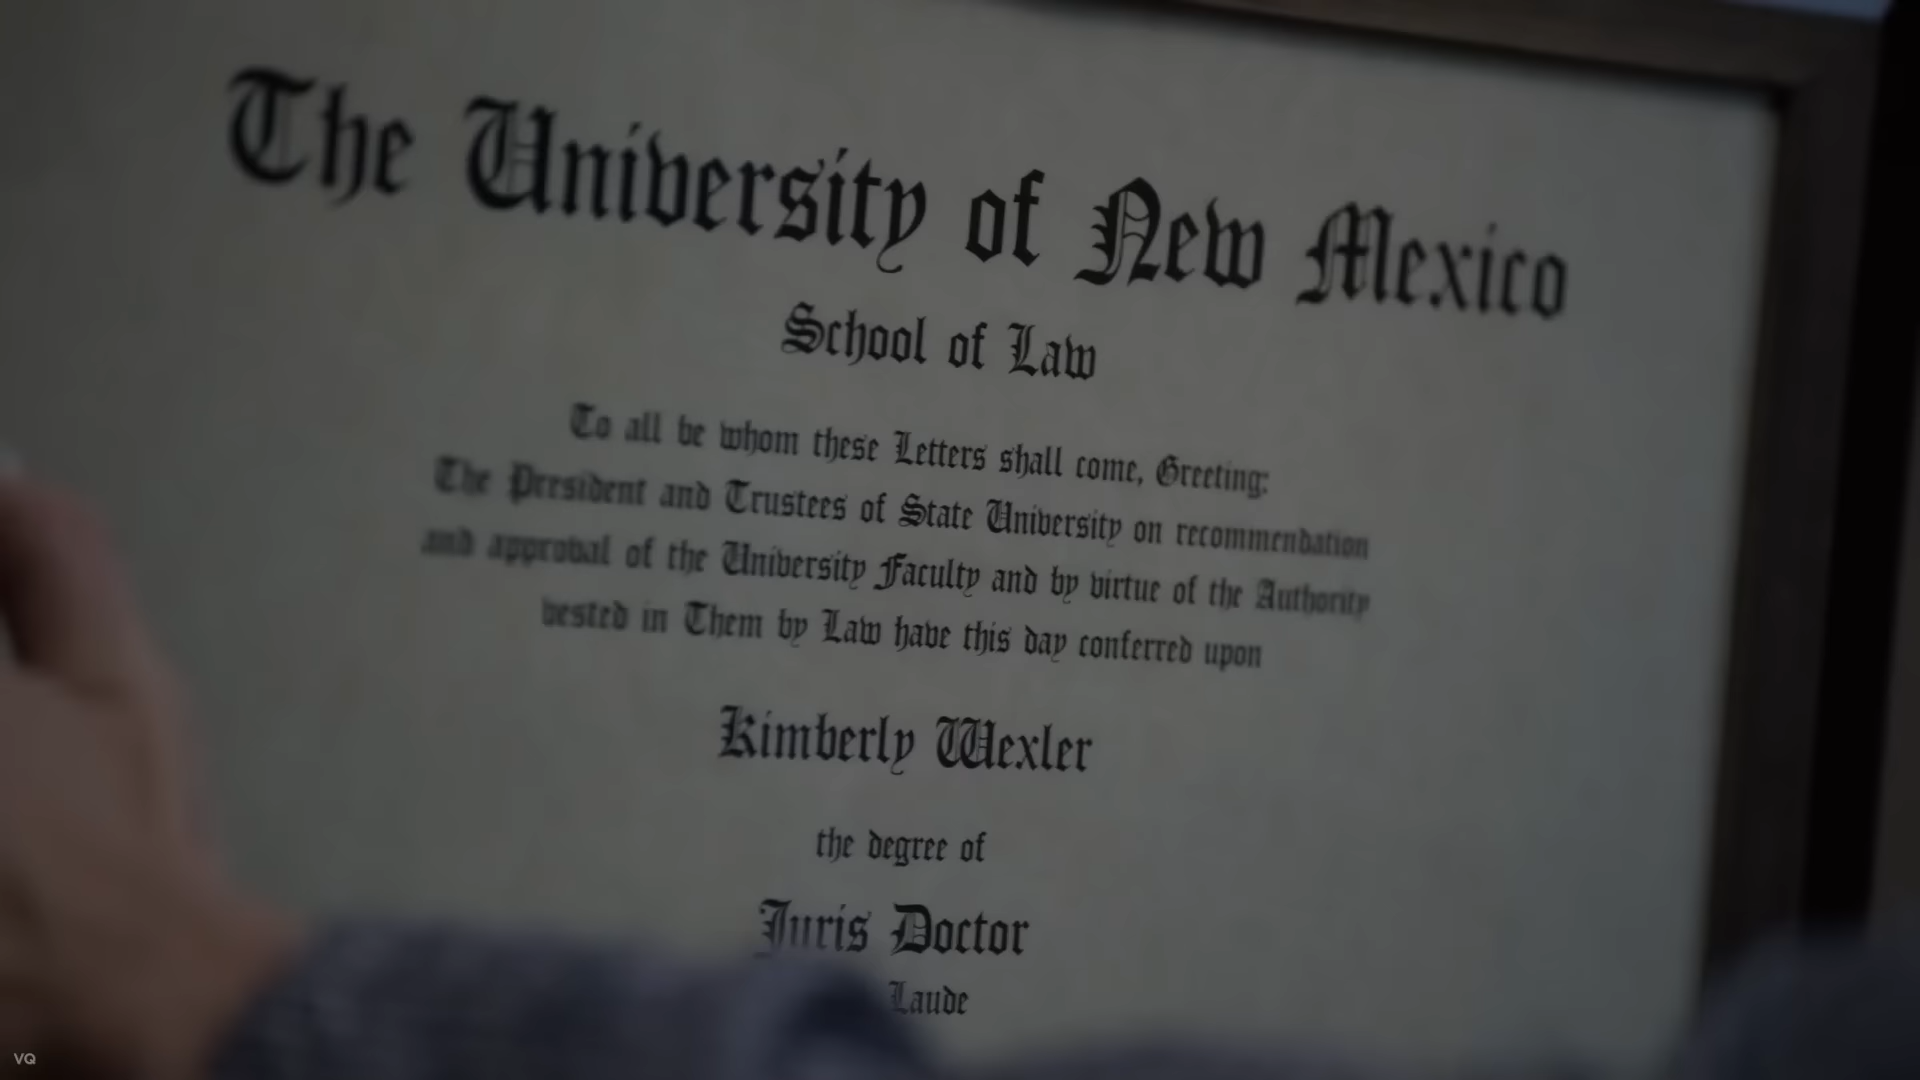 The University of New Mexico
School of Law
To all be whom these Letters shall come, Greeting:
The President and Trustees of State University on recommendation
and approval of the University Faculty and by virtue of the Authority
vested in Them by Law have this day conferred upon
Kimberly Wexler
the degree of
Juris Doctor
Laude
VQ